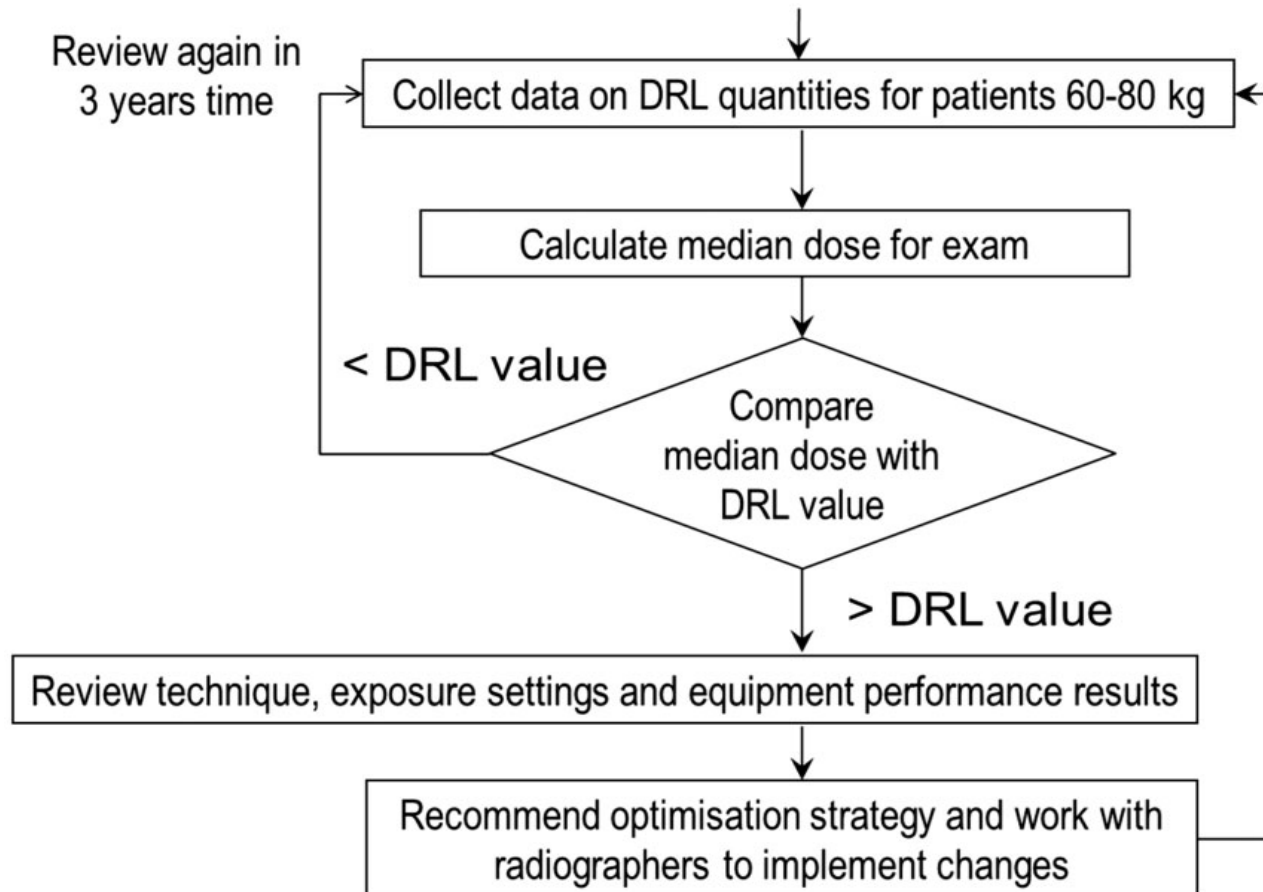 Review again in
3 years time
Collect data on DRL quantities for patients 60-80 kg
Calculate median dose for exam
< DRL value
Compare
median dose with
DRL value
> DRL value
Review technique, exposure settings and equipment performance results
Recommend optimisation strategy and work with
radiographers to implement changes